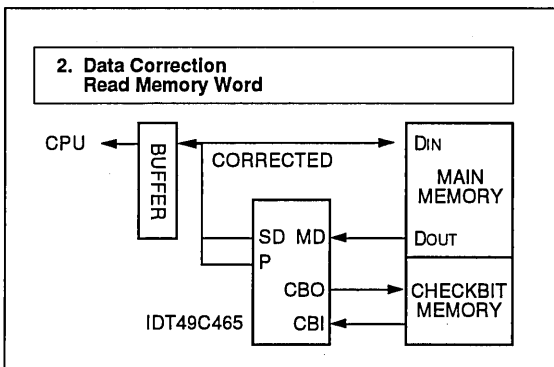 2. Data Correction
Read Memory Word
CPU
BUFFER
CORRECTED
DIN
MAIN
MEMORY
SD MD
DOUT
P
CBO
CHECKBIT
MEMORY
IDT49C465
CBI